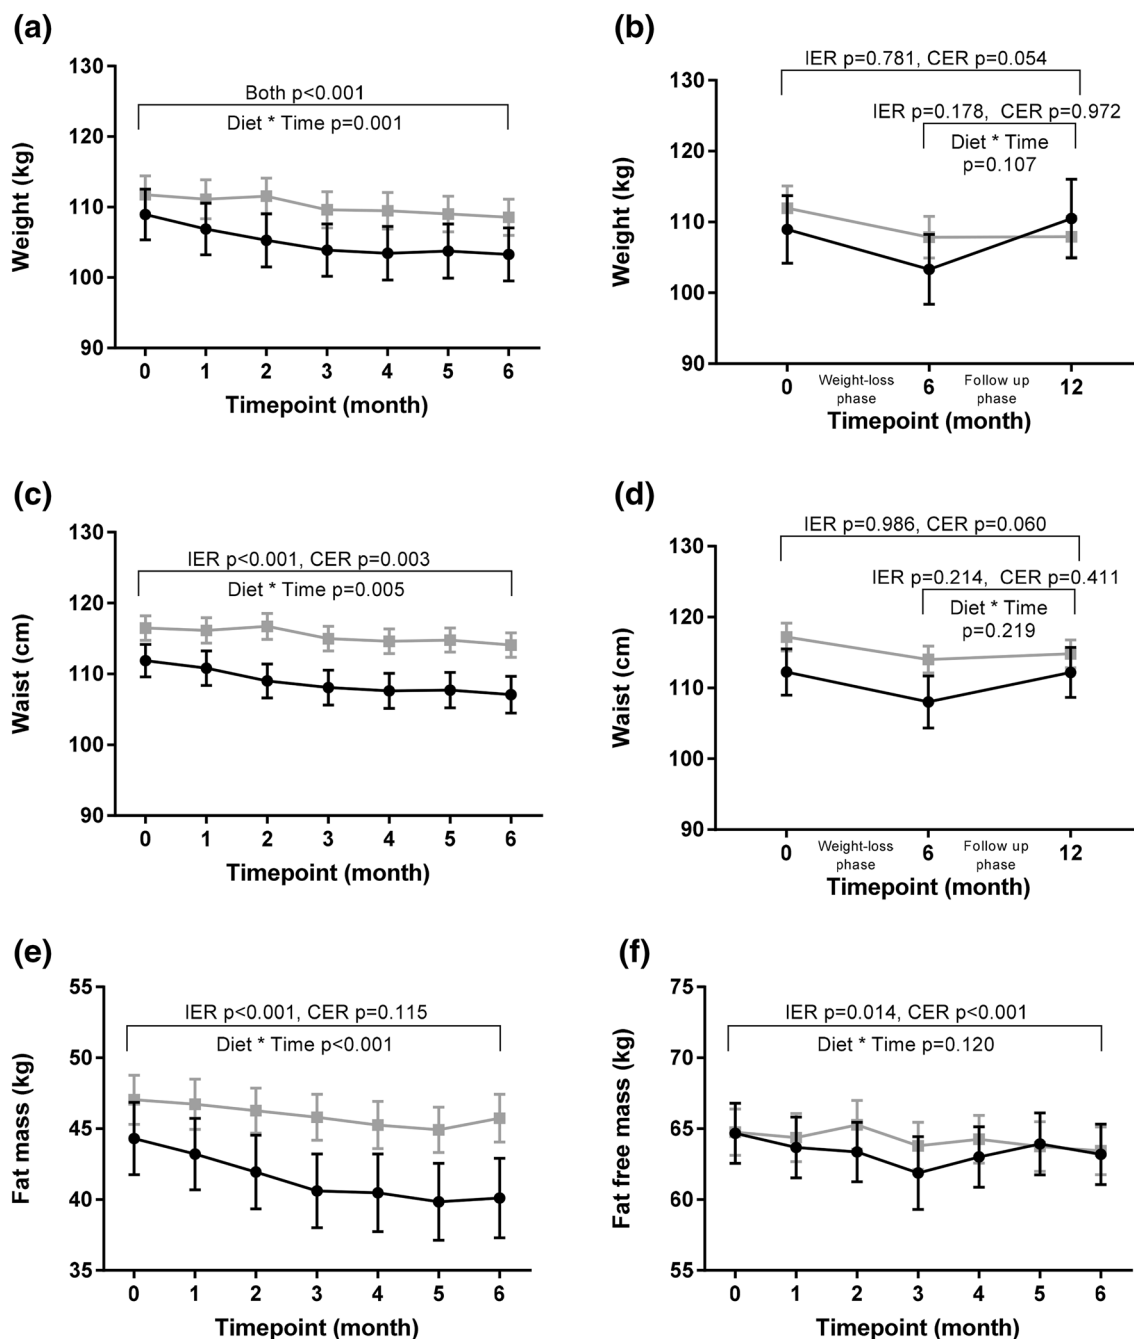 (a)
130
120
110
100
90
Weight (kg)
Both p<0.001
Diet * Time p=0.001
0 1 2 3 4 5 6
Timepoint (month)
(b)
IER p=0.781, CER p=0.054
130
120
110
100
90
Weight (kg)
IER p=0.178, CER p=0.972
Diet * Time
p=0.107
0 Weight-loss phase 6 Follow up phase 12
Timepoint (month)
(c)
130
120
110
100
90
Waist (cm)
IER p<0.001, CER p=0.003
Diet * Time p=0.005
0 1 2 3 4 5 6
Timepoint (month)
(d)
IER p=0.986, CER p=0.060
130
120
110
100
90
Waist (cm)
IER p=0.214, CER p=0.411
Diet * Time
p=0.219
0 Weight-loss phase 6 Follow up phase 12
Timepoint (month)
(e)
55
50
45
40
35
Fat mass (kg)
IER p<0.001, CER p=0.115
Diet * Time p<0.001
0 1 2 3 4 5 6
Timepoint (month)
(f)
75
70
65
60
55
Fat free mass (kg)
IER p=0.014, CER p<0.001
Diet * Time p=0.120
0 1 2 3 4 5 6
Timepoint (month)